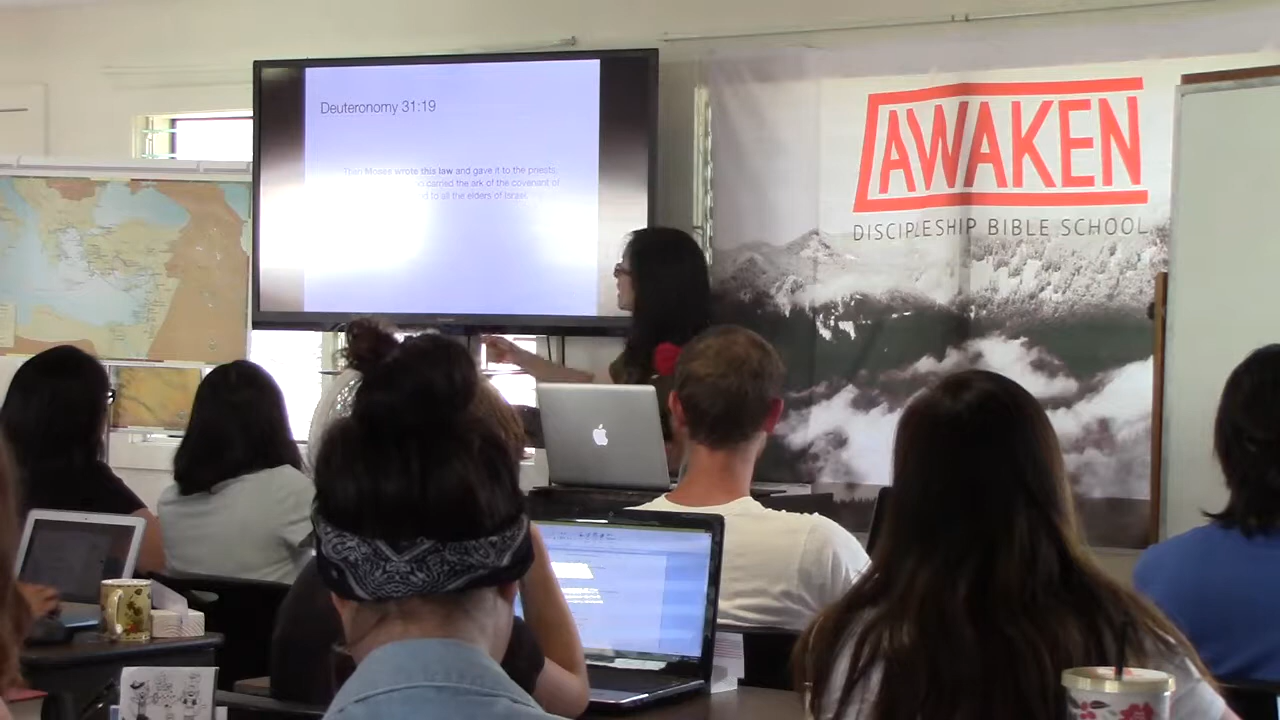 Deuteronomy 31:19
Then Moses wrote this law and gave it to the priests,
carried the ark of the covenant of
to all the elders of Israel.
AWAKEN
DISCIPLESHIP BIBLE SCHOOL